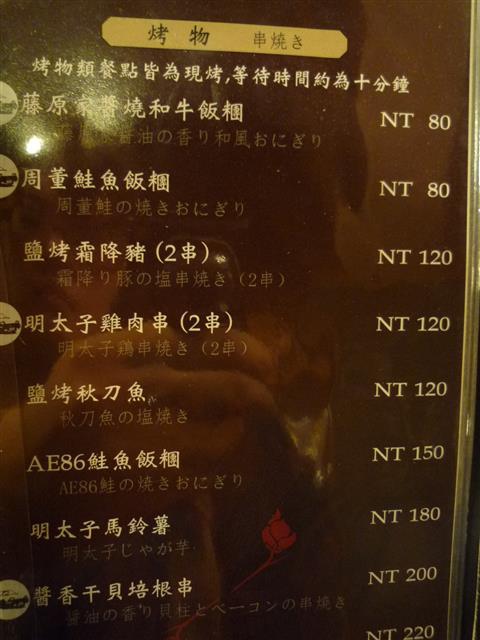 烤物 串燒き
烤物類餐點皆為現烤,等待時間約為十分鐘
藤原家醬燒和牛飯糰 NT 80
醬油の香り和風おにぎり
周董鮭魚飯糰 NT 80
周董鮭の焼きおにぎり
鹽烤霜降豬(2串) NT 120
霜降り豚の塩串焼き(2串)
明太子雞肉串(2串) NT 120
明太子鶏串焼き(2串)
鹽烤秋刀魚 NT 120
秋刀魚の塩焼き
AE86鮭魚飯糰 NT 150
AE86鮭の焼きおにぎり
明太子馬鈴薯 NT 180
明太子じゃが芋
醬香干貝培根串 NT 200
醬油の香り貝柱とベーコンの串焼き
NT 220